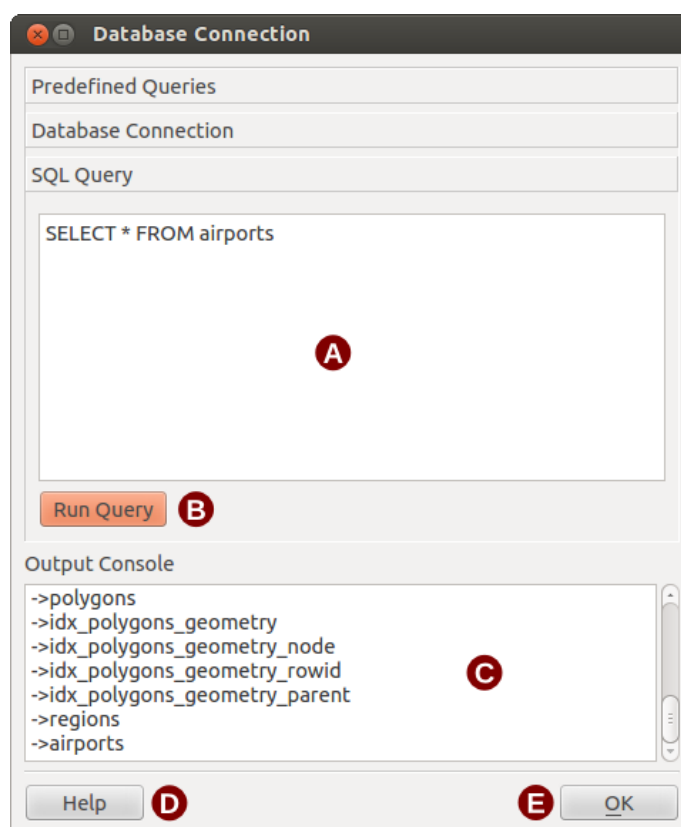 Database Connection
Predefined Queries
Database Connection
SQL Query
SELECT * FROM airports
A
Run Query B
Output Console
->polygons
->idx_polygons_geometry
->idx_polygons_geometry_node
->idx_polygons_geometry_rowid
->idx_polygons_geometry_parent
->regions
->airports
C
Help D E OK